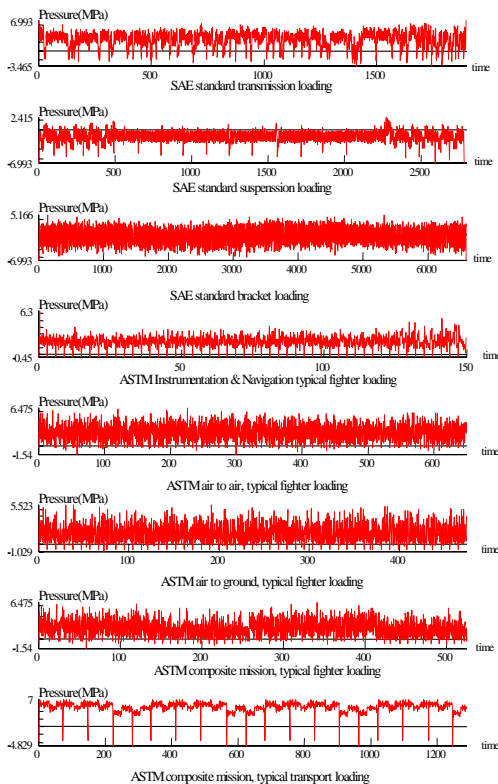 Pressure(MPa)
6.993
-3.465
500 1000 1500
time
SAE standard transmission loading
Pressure(MPa)
2.415
-6.993
0 500 1000 1500 2000 2500
time
SAE standard suspenssion loading
Pressure(MPa)
5.166
-6.993
0 1000 2000 3000 4000 5000 6000
time
SAE standard bracket loading
Pressure(MPa)
6.3
-0.45
50 100 150
time
ASTM Instrumentation & Navigation typical fighter loading
Pressure(MPa)
6.475
-1.54
0 100 200 300 400 500 600
time
ASTM air to air, typical fighter loading
Pressure(MPa)
5.523
-1.029
0 100 200 300 400
time
ASTM air to ground, typical fighter loading
Pressure(MPa)
6.475
-1.54
0 100 200 300 400 500
time
ASTM composite mission, typical fighter loading
Pressure(MPa)
7
-4.829
0 200 400 600 800 1000 1200
time
ASTM composite mission, typical transport loading